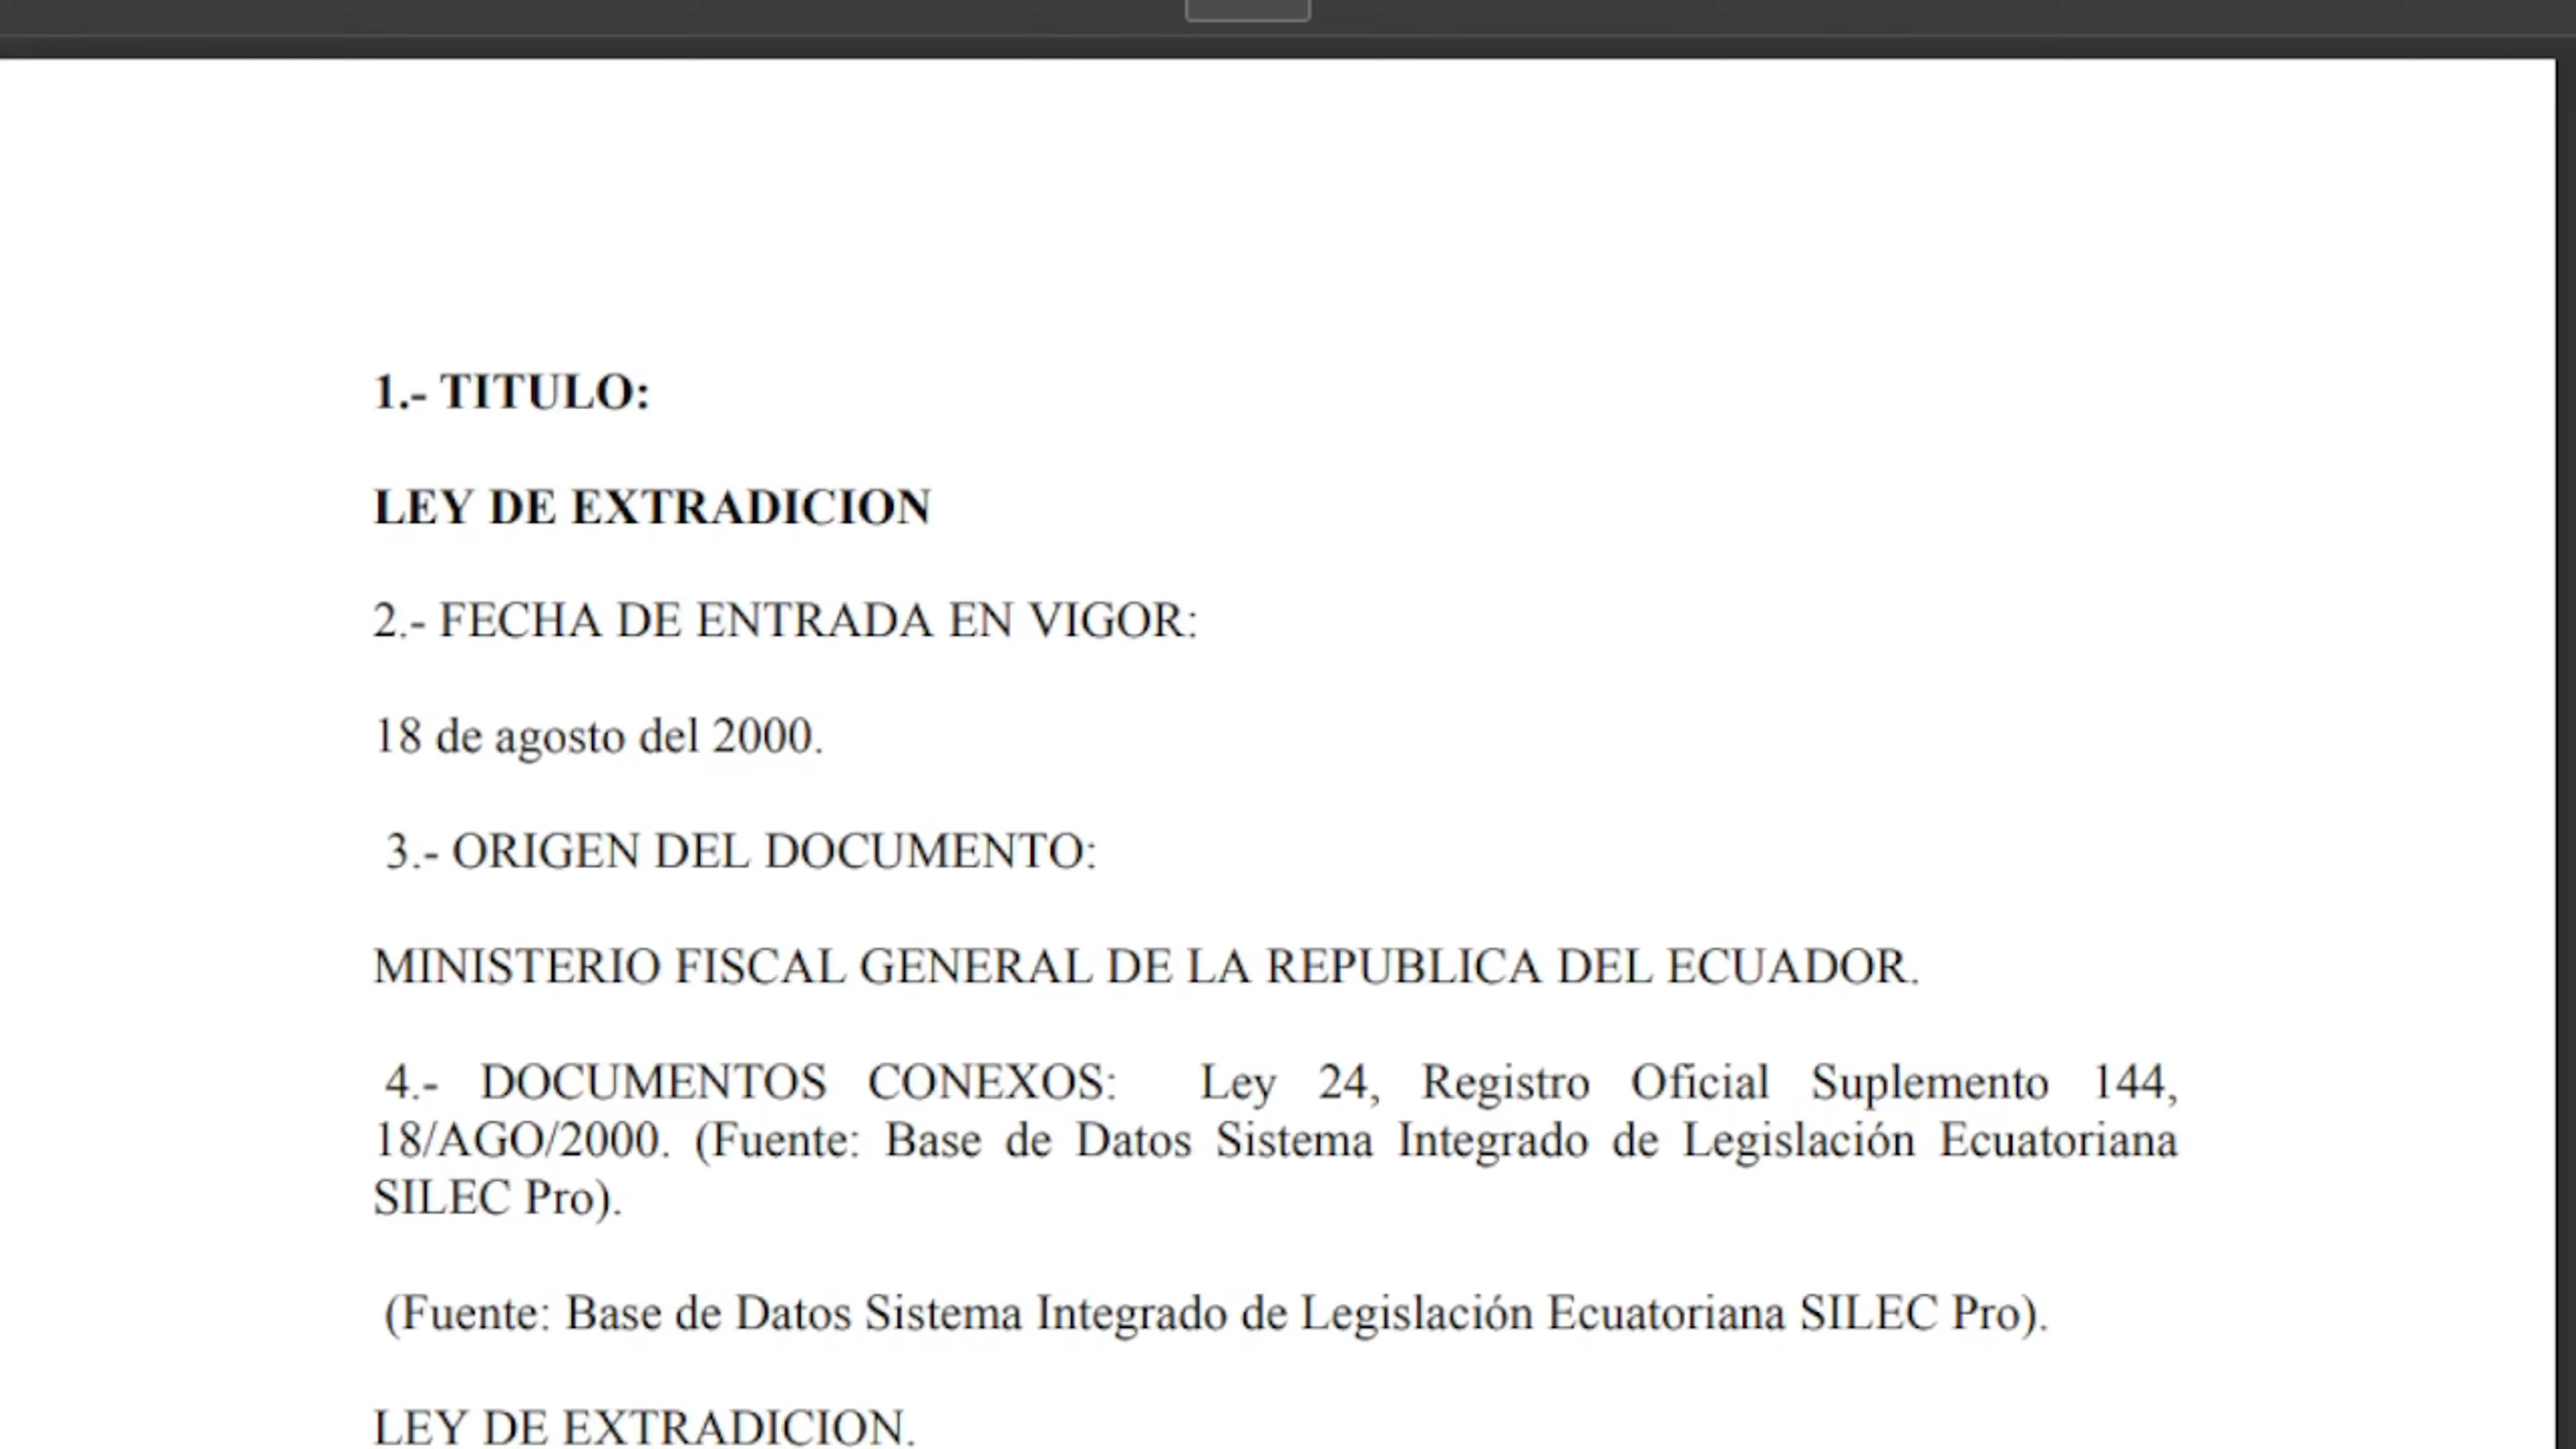 1.- TITULO:
LEY DE EXTRADICION
2.- FECHA DE ENTRADA EN VIGOR:
18 de agosto del 2000.
3.- ORIGEN DEL DOCUMENTO:
MINISTERIO FISCAL GENERAL DE LA REPUBLICA DEL ECUADOR.
4.- DOCUMENTOS CONEXOS: Ley 24, Registro Oficial Suplemento 144,
18/AGO/2000. (Fuente: Base de Datos Sistema Integrado de Legislación Ecuatoriana
SILEC Pro).
(Fuente: Base de Datos Sistema Integrado de Legislación Ecuatoriana SILEC Pro).
LEY DE EXTRADICION.